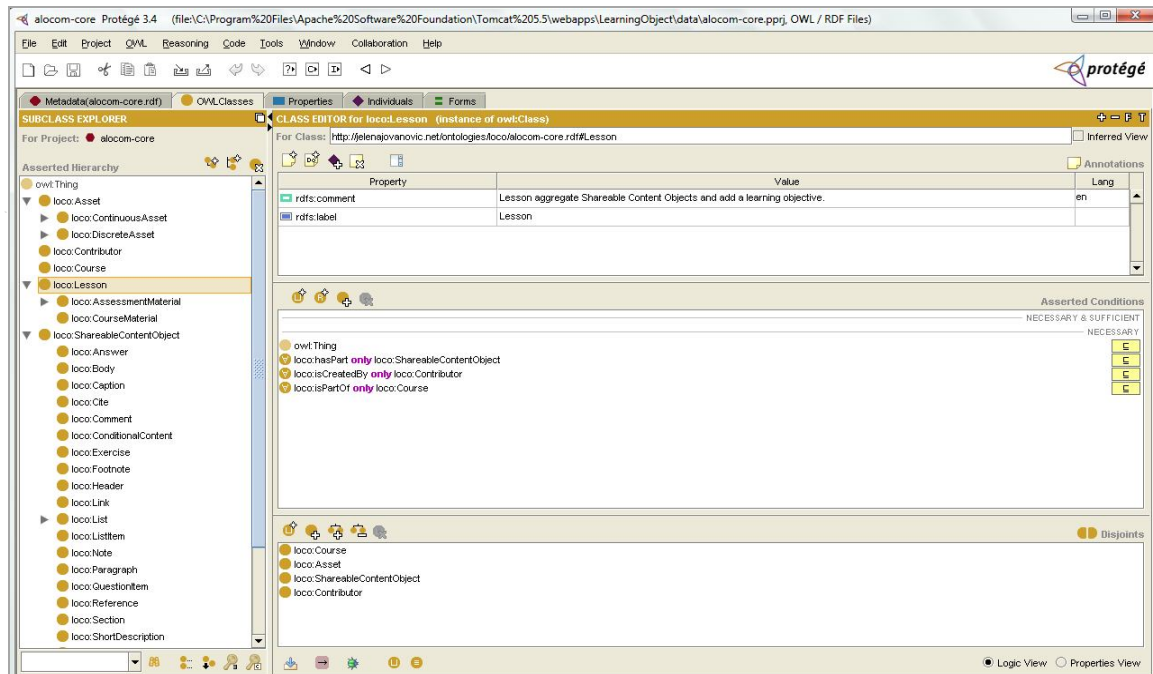 alocom-core Protégé 3.4 (file:\C:\Program%20Files\Apache%20Software%20Foundation\Tomcat%205.5\webapps\LearningObject\data\alocom-core.pprj, OWL / RDF Files)
File Edit Project OWL Reasoning Code Tools Window Collaboration Help
protégé
Metadata(alocom-core.rdf) OWLClasses Properties Individuals Forms
SUBCLASS EXPLORER
For Project: alocom-core
Asserted Hierarchy
owl:Thing
loco:Asset
loco:ContinuousAsset
loco:DiscreteAsset
loco:Contributor
loco:Course
loco:Lesson
loco:AssessmentMaterial
loco:CourseMaterial
loco:ShareableContentObject
loco:Answer
loco:Body
loco:Caption
loco:Cite
loco:Comment
loco:ConditionalContent
loco:Exercise
loco:Footnote
loco:Header
loco:Link
loco:List
loco:ListItem
loco:Note
loco:Paragraph
loco:QuestionItem
loco:Reference
loco:Section
loco:ShortDescription
CLASS EDITOR for loco:Lesson (instance of owl:Class)
For Class: http://jelenajovanovic.net/ontologies/loco/alocom-core.rdf#Lesson Inferred View
Annotations
Property Value Lang
rdfs:comment Lesson aggregate Shareable Content Objects and add a learning objective. en
rdfs:label Lesson
Asserted Conditions
NECESSARY & SUFFICIENT
NECESSARY
owl:Thing
loco:hasPart only loco:ShareableContentObject
loco:isCreatedBy only loco:Contributor
loco:isPartOf only loco:Course
Disjoints
loco:Course
loco:Asset
loco:ShareableContentObject
loco:Contributor
Logic View Properties View